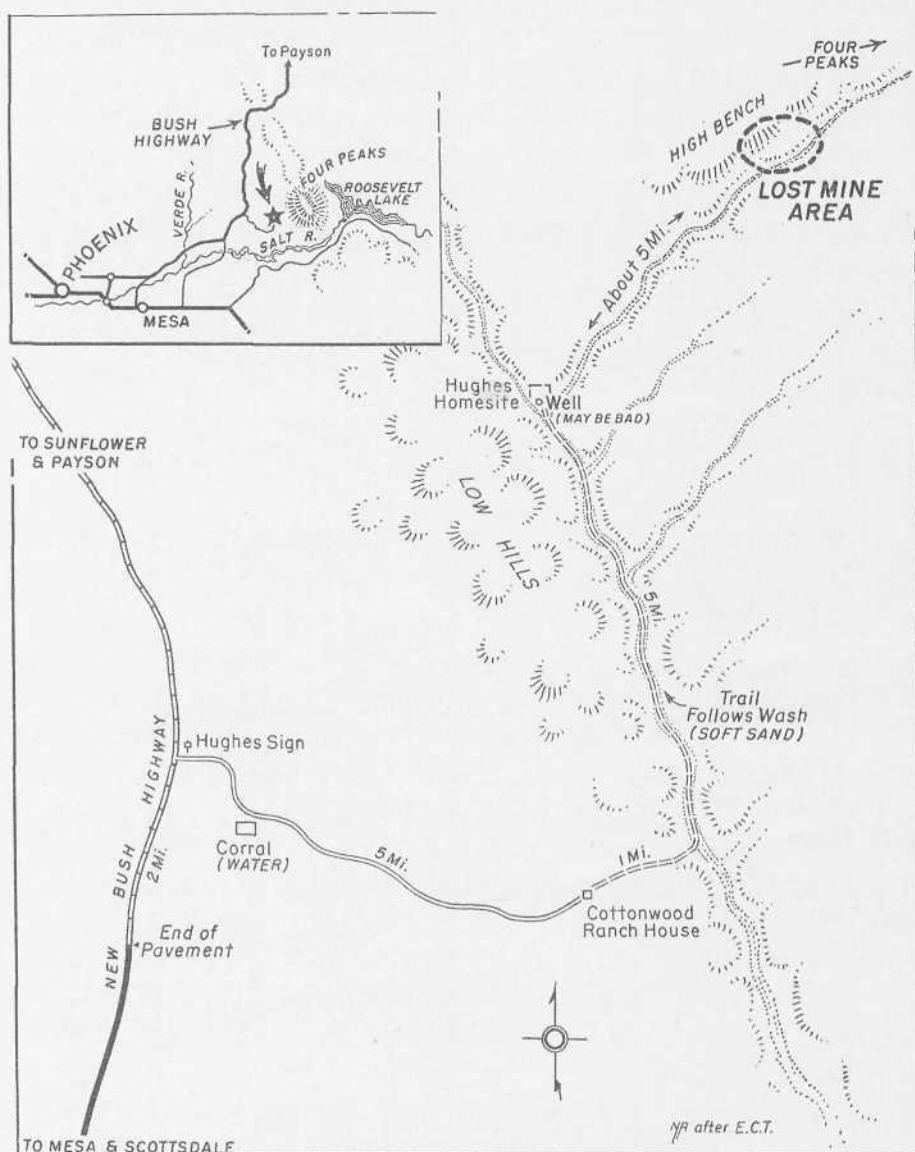 To Payson
BUSH
HIGHWAY
VERDE R.
FOUR PEAKS
ROOSEVELT
LAKE
SALT R.
PHOENIX
MESA
FOUR
PEAKS
HIGH BENCH
LOST MINE
AREA
About 5 Mi.
Hughes
Homesite
Well
(MAY BE BAD)
TO SUNFLOWER
& PAYSON
LOW
HILLS
5 Mi.
Trail
Follows Wash
(SOFT SAND)
Hughes Sign
NEW BUSH HIGHWAY
2 Mi.
Corral
(WATER)
5 Mi.
1 Mi.
Cottonwood
Ranch House
End of
Pavement
TO MESA & SCOTTSDALE
after E.C.T.